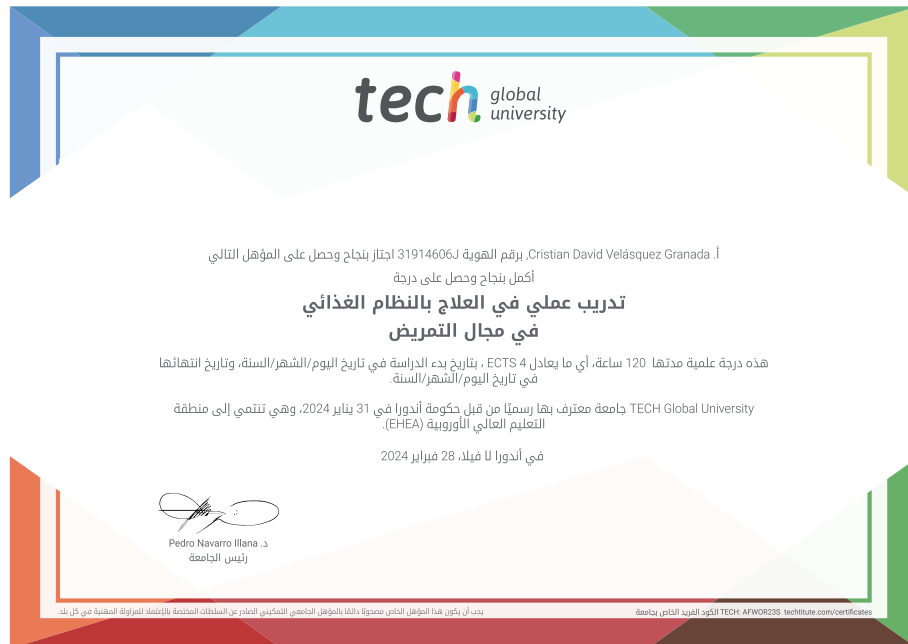 tech global university
أ. Cristian David Velásquez Granada, برقم الهوية 31914606J اجتاز بنجاح وحصل على المؤهل التالي
أكمل بنجاح وحصل على درجة
تدريب عملي في العلاج بالنظام الغذائي
في مجال التمريض
هذه درجة علمية مدتها 120 ساعة، أي ما يعادل 4 ECTS ، بتاريخ بدء الدراسة في تاريخ اليوم/الشهر/السنة، وتاريخ انتهائها
في تاريخ اليوم/الشهر/السنة.
TECH Global University جامعة معترف بها رسميًا من قبل حكومة أندورا في 31 يناير 2024، وهي تنتمي إلى منطقة
التعليم العالي الأوروبية (EHEA).
في أندورا لا فيلا، 28 فبراير 2024
د. Pedro Navarro Illana
رئيس الجامعة
يجب أن يكون هذا المؤهل الخاص مصحوبًا دائمًا بالمؤهل الجامعي التمكيني الصادر عن السلطات المختصة بالإعتماد للمزاولة المهنية في كل بلد.
الكود الفريد الخاص بجامعة TECH: AFWOR23S techtitute.com/certificates